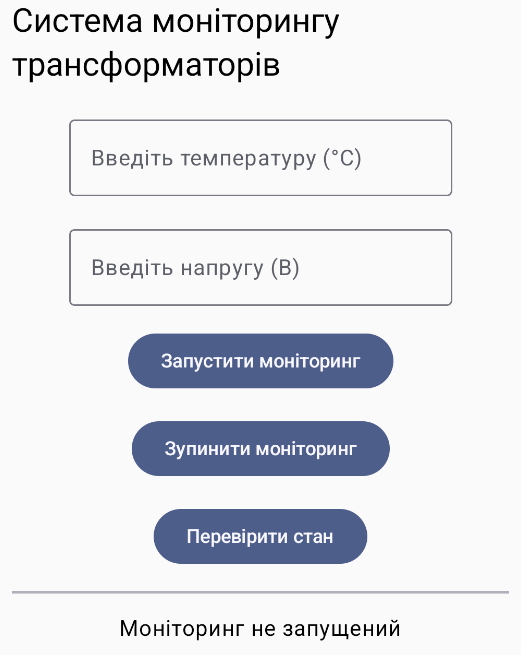 Система моніторингу
трансформаторів
Введіть температуру (°C)
Введіть напругу (В)
Запустити моніторинг
Зупинити моніторинг
Перевірити стан
Моніторинг не запущений